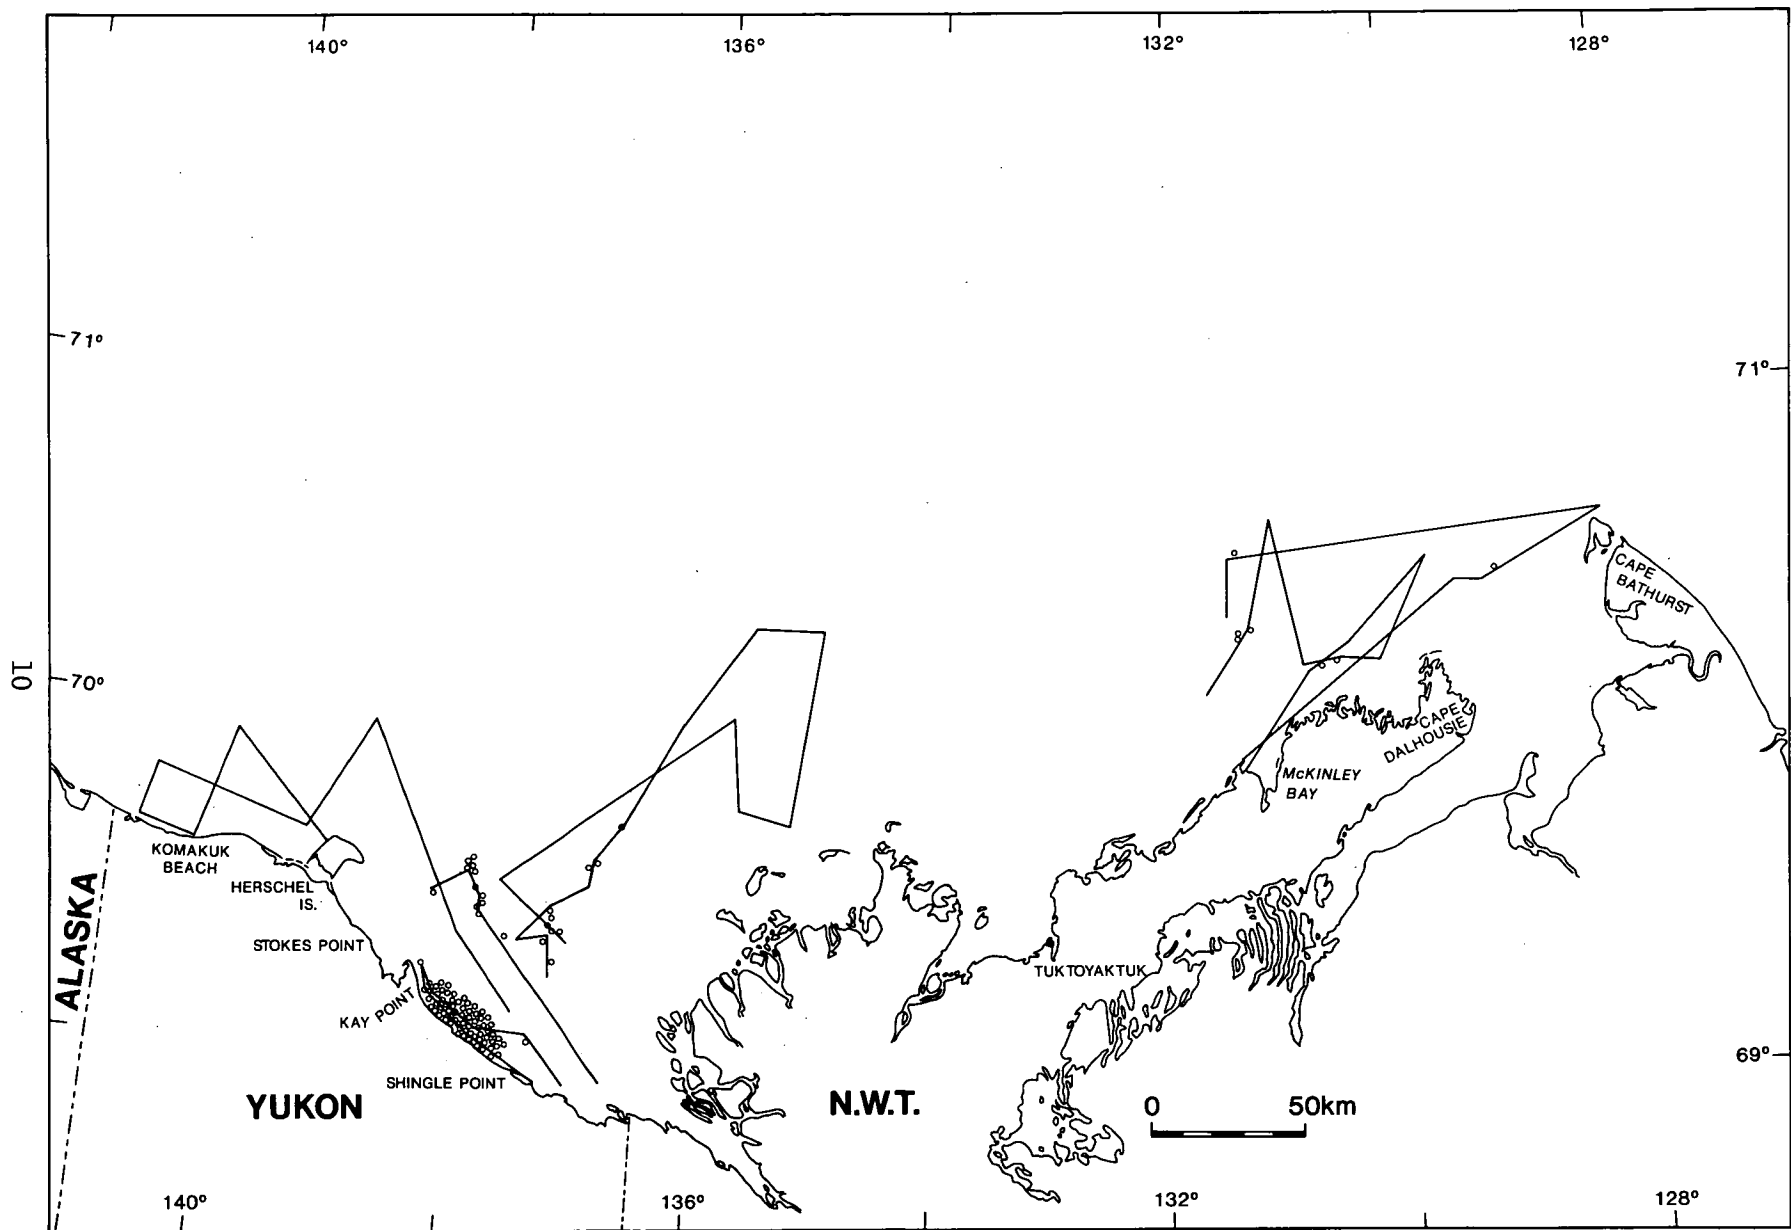 140°
136°
132°
128°
71°
71°
CAPE
BATHURST
10
70°
CAPE
DALHOUSIE
McKINLEY
BAY
KOMAKUK
BEACH
HERSCHEL
IS.
ALASKA
STOKES POINT
TUKTOYAKTUK
KAY POINT
69°
SHINGLE POINT
YUKON
N.W.T.
0 50km
140°
136°
132°
128°